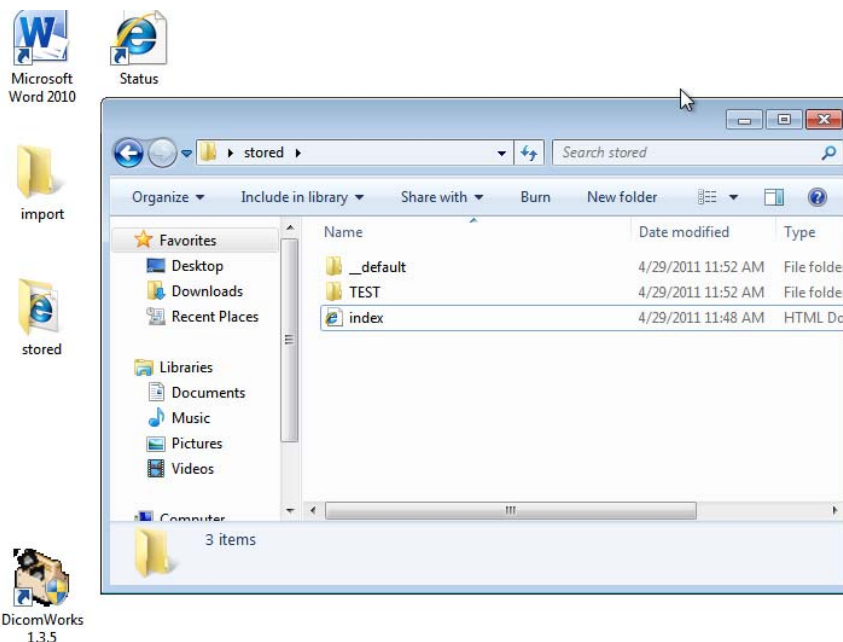 Microsoft
Word 2010
Status
import
stored
DicomWorks
1.3.5
stored
Search stored
Organize
Include in library
Share with
Burn
New folder
Favorites
Desktop
Downloads
Recent Places
Libraries
Documents
Music
Pictures
Videos
Computer
Name Date modified Type
__default 4/29/2011 11:52 AM File folde
TEST 4/29/2011 11:52 AM File folde
index 4/29/2011 11:48 AM HTML Do
3 items